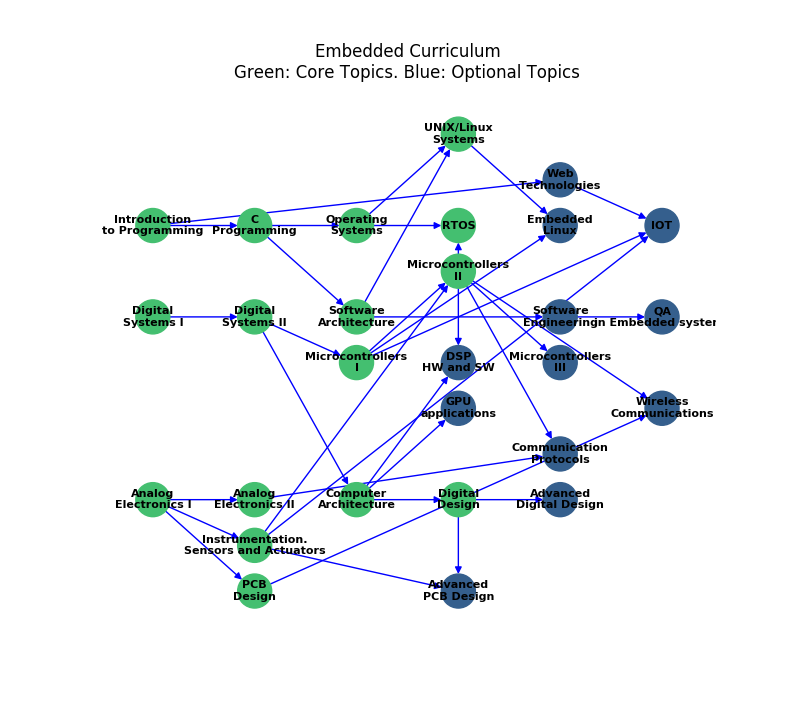 Embedded Curriculum
Green: Core Topics. Blue: Optional Topics
UNIX/Linux
Systems
Web
Technologies
Introduction
to Programming
C
Programming
Operating
Systems
RTOS
Embedded
Linux
IOT
Microcontrollers
II
Digital
Systems I
Digital
Systems II
Software
Architecture
Software
Engineering
QA
in Embedded system
Microcontrollers
I
DSP
HW and SW
Microcontrollers
III
GPU
applications
Wireless
Communications
Communication
Protocols
Analog
Electronics I
Analog
Electronics II
Computer
Architecture
Digital
Design
Advanced
Digital Design
Instrumentation.
Sensors and Actuators
PCB
Design
Advanced
PCB Design